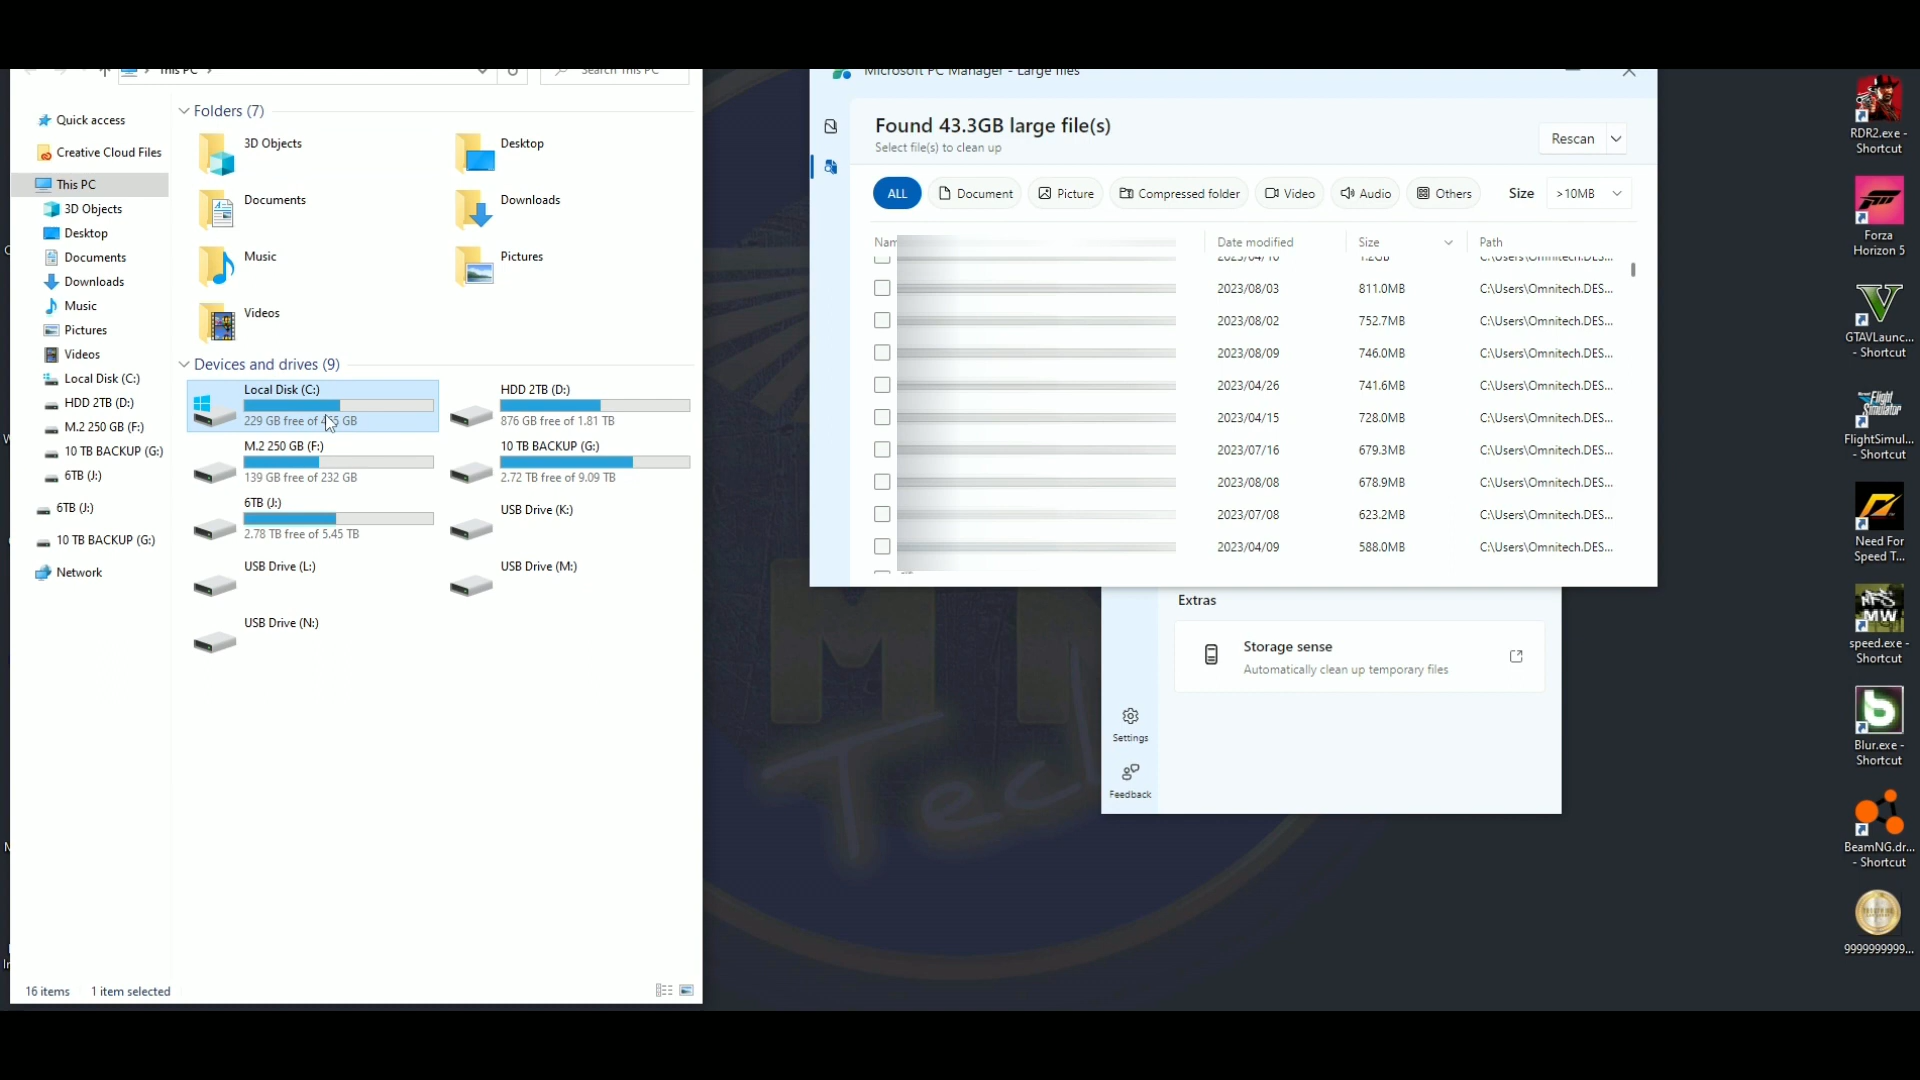 This PC
Search This PC
Quick access
Creative Cloud Files
This PC
3D Objects
Desktop
Documents
Downloads
Music
Pictures
Videos
Local Disk (C:)
HDD 2TB (D:)
M.2 250 GB (F:)
10 TB BACKUP (G:)
6TB (J:)
6TB (J:)
10 TB BACKUP (G:)
Network
Folders (7)
3D Objects
Desktop
Documents
Downloads
Music
Pictures
Videos
Devices and drives (9)
Local Disk (C:)
229 GB free of
HDD 2TB (D:)
876 GB free of 1.81 TB
M.2 250 GB (F:)
139 GB free of 232 GB
10 TB BACKUP (G:)
2.72 TB free of 9.09 TB
6TB (J:)
2.78 TB free of 5.45 TB
USB Drive (K:)
USB Drive (L:)
USB Drive (M:)
USB Drive (N:)
16 items 1 item selected
Microsoft PC Manager - Large files
Found 43.3GB large file(s)
Select file(s) to clean up
Rescan
ALL Document Picture Compressed folder Video Audio Others Size >10MB
Nam Date modified Size Path
2023/04/10 1.2GB C:\Users\Omnitech.DES...
2023/08/03 811.0MB C:\Users\Omnitech.DES...
2023/08/02 752.7MB C:\Users\Omnitech.DES...
2023/08/09 746.0MB C:\Users\Omnitech.DES...
2023/04/26 741.6MB C:\Users\Omnitech.DES...
2023/04/15 728.0MB C:\Users\Omnitech.DES...
2023/07/16 679.3MB C:\Users\Omnitech.DES...
2023/08/08 678.9MB C:\Users\Omnitech.DES...
2023/07/08 623.2MB C:\Users\Omnitech.DES...
2023/04/09 588.0MB C:\Users\Omnitech.DES...
Extras
Storage sense
Automatically clean up temporary files
Settings
Feedback
Tech
RDR2.exe -
Shortcut
Forza
Horizon 5
GTAVLaunc...
- Shortcut
Flight
Simulator
FlightSimul...
- Shortcut
Need For
Speed T...
NFS
MW
speed.exe -
Shortcut
Blur.exe -
Shortcut
BeamNG.dr...
- Shortcut
9999999999...